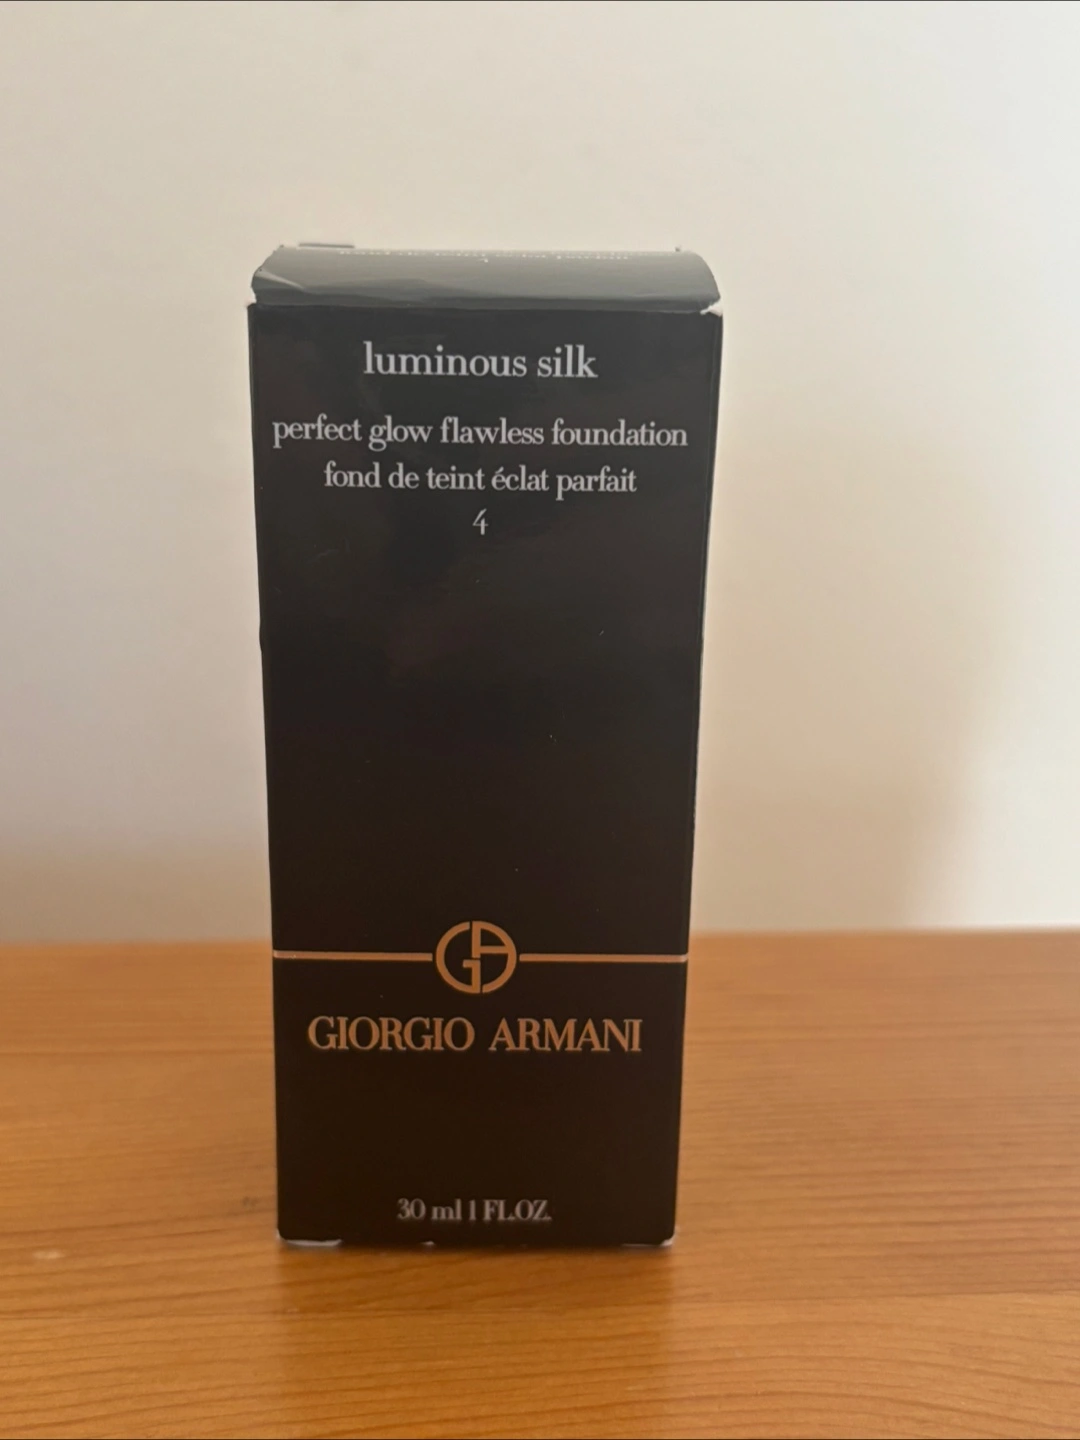 luminous silk
perfect glow flawless foundation
fond de teint éclat parfait
4
GA
GIORGIO ARMANI
30 ml 1 FL.OZ.